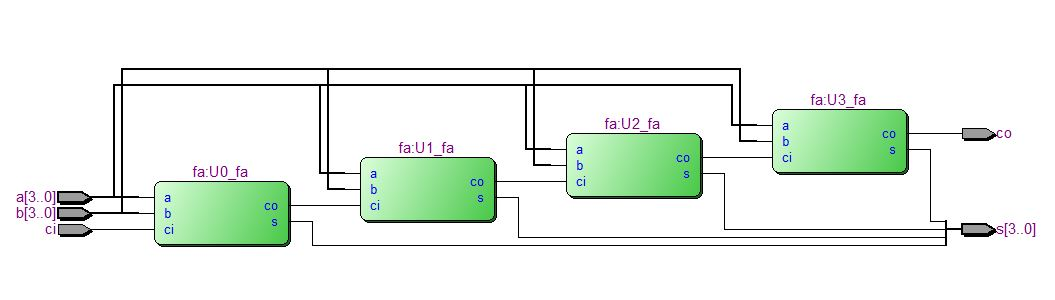 fa:U3_fa
a
co
b
s
ci
co
fa:U2_fa
a
co
b
s
ci
fa:U1_fa
a
co
b
s
ci
fa:U0_fa
a[3..0]
a
co
b[3..0]
b
s
ci
ci
s[3..0]